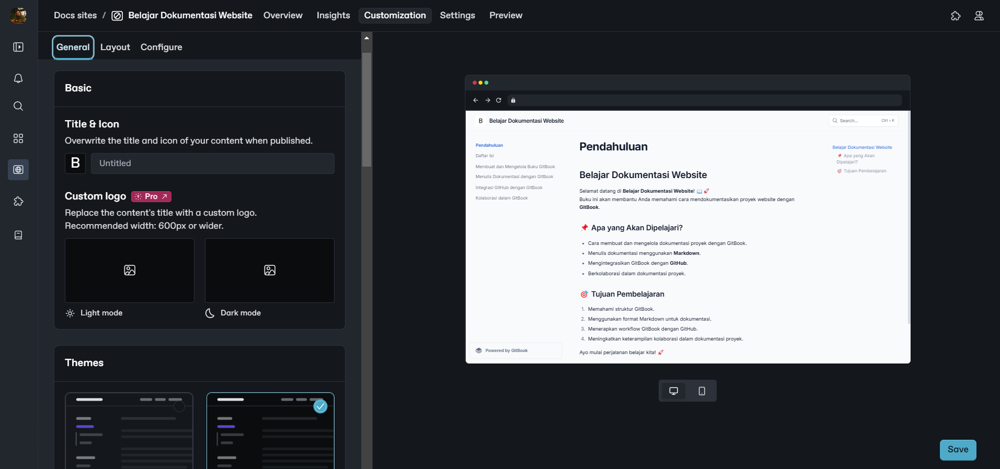 Docs sites / Belajar Dokumentasi Website Overview Insights Customization Settings Preview
General Layout Configure
Basic
Title & Icon
Overwrite the title and icon of your content when published.
B Untitled
Custom logo Pro
Replace the content's title with a custom logo.
Recommended width: 600px or wider.
Light mode Dark mode
Themes
B Belajar Dokumentasi Website Search... Ctrl + K
Pendahuluan
Daftar Isi
Membuat dan Mengelola Buku GitBook
Menulis Dokumentasi dengan GitBook
Integrasi GitHub dengan GitBook
Kolaborasi dalam GitBook
Powered by GitBook
Pendahuluan
Belajar Dokumentasi Website
Selamat datang di Belajar Dokumentasi Website! 📖 🚀
Buku ini akan membantu Anda memahami cara mendokumentasikan proyek website dengan
GitBook.
📌 Apa yang Akan Dipelajari?
• Cara membuat dan mengelola dokumentasi proyek dengan GitBook.
• Menulis dokumentasi menggunakan Markdown.
• Mengintegrasikan GitBook dengan GitHub.
• Berkolaborasi dalam dokumentasi proyek.
🎯 Tujuan Pembelajaran
1. Memahami struktur GitBook.
2. Menggunakan format Markdown untuk dokumentasi.
3. Menerapkan workflow GitBook dengan GitHub.
4. Meningkatkan keterampilan kolaborasi dalam dokumentasi proyek.
Ayo mulai perjalanan belajar kita! 🚀
Belajar Dokumentasi Website
📌 Apa yang Akan
Dipelajari?
🎯 Tujuan Pembelajaran
Save